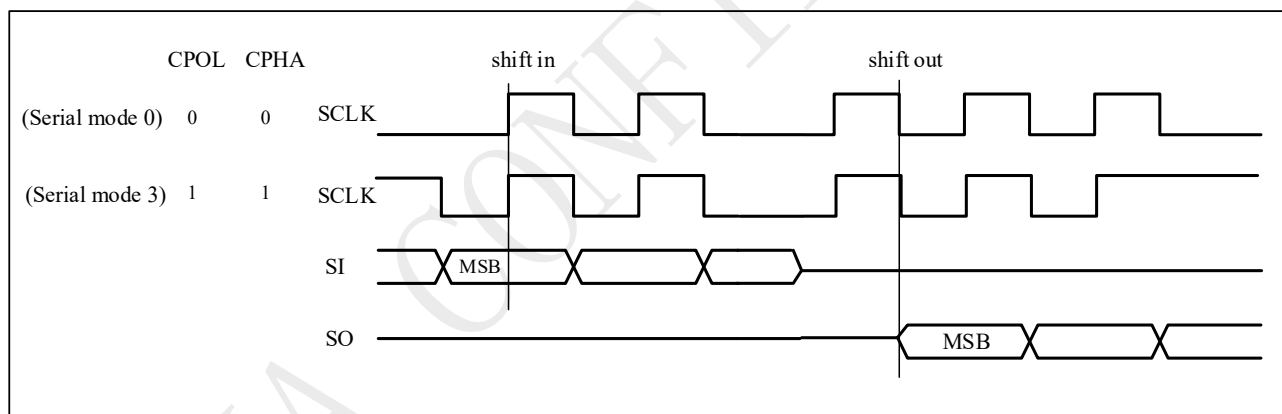 CPOL CPHA shift in shift out
(Serial mode 0) 0 0 SCLK
(Serial mode 3) 1 1 SCLK
SI MSB
SO MSB